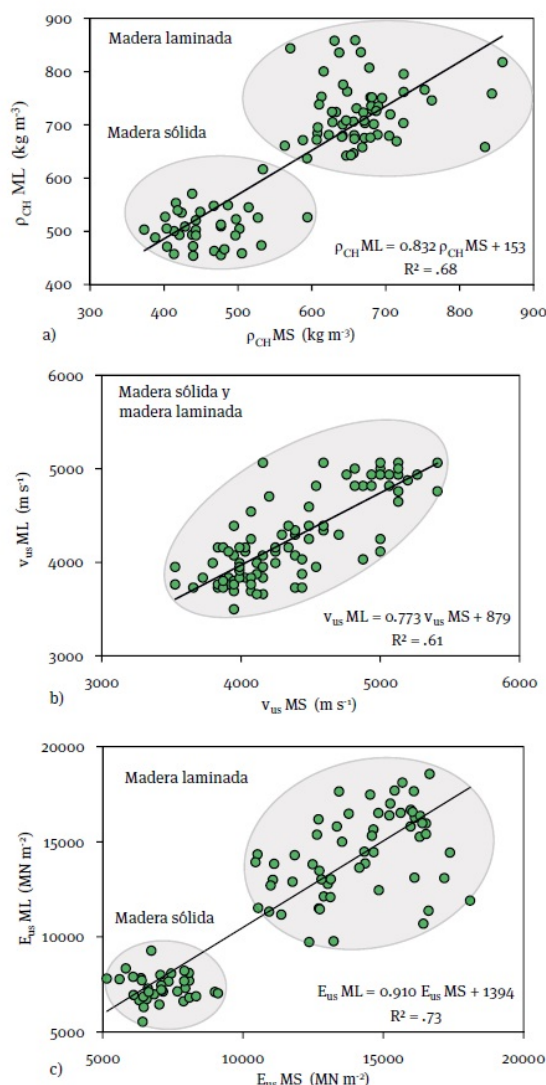 Madera laminada
900
800
700
600
500
400
Madera sólida
ρCH ML (kg m-3)
ρCH ML = 0.832 ρCH MS + 153
R² = .68
300 400 500 600 700 800 900
a)
ρCH MS (kg m-3)
6000
5000
4000
3000
Madera sólida y
madera laminada
vus ML (m s-1)
vus ML = 0.773 vus MS + 879
R² = .61
3000 4000 5000 6000
b)
vus MS (m s-1)
20000
15000
10000
5000
Madera laminada
Madera sólida
Eus ML (MN m-2)
Eus ML = 0.910 Eus MS + 1394
R² = .73
5000 10000 15000 20000
c)
Eus MS (MN m-2)